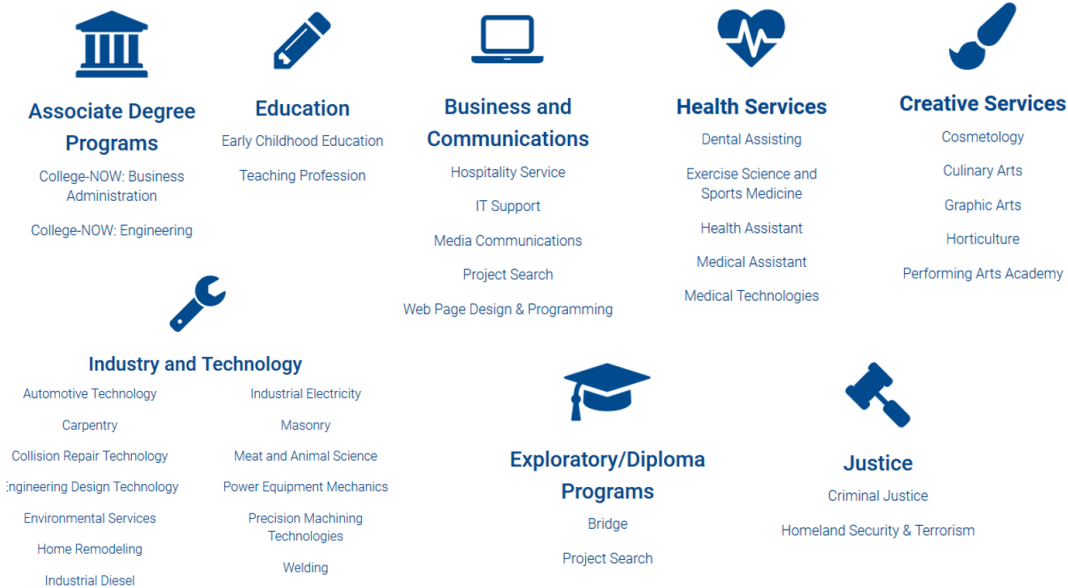 Associate Degree
Programs
College-NOW: Business
Administration
College-NOW: Engineering
Education
Early Childhood Education
Teaching Profession
Business and
Communications
Hospitality Service
IT Support
Media Communications
Project Search
Web Page Design & Programming
Health Services
Dental Assisting
Exercise Science and
Sports Medicine
Health Assistant
Medical Assistant
Medical Technologies
Creative Services
Cosmetology
Culinary Arts
Graphic Arts
Horticulture
Performing Arts Academy
Industry and Technology
Automotive Technology
Carpentry
Collision Repair Technology
Engineering Design Technology
Environmental Services
Home Remodeling
Industrial Diesel
Industrial Electricity
Masonry
Meat and Animal Science
Power Equipment Mechanics
Precision Machining
Technologies
Welding
Exploratory/Diploma
Programs
Bridge
Project Search
Justice
Criminal Justice
Homeland Security & Terrorism